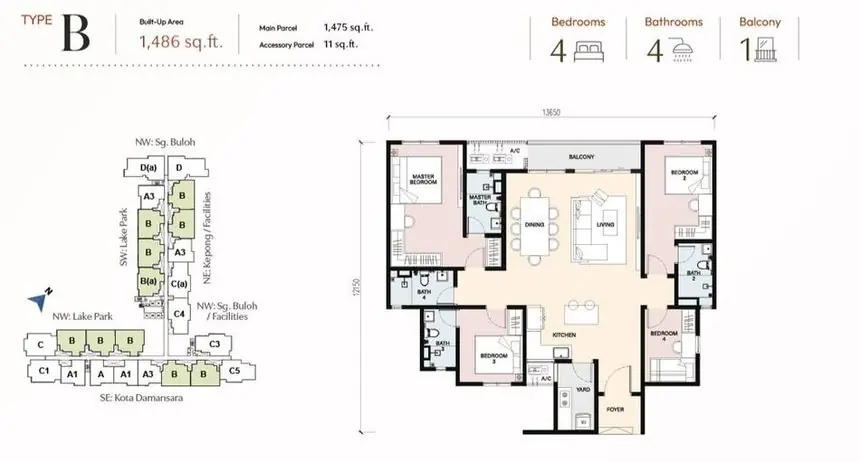 TYPE B
Built-Up Area
1,486 sq.ft.
Main Parcel 1,475 sq.ft.
Accessory Parcel 11 sq.ft.
Bedrooms
4
Bathrooms
4
Balcony
1
NW: Sg. Buloh
D(a) D
A3 B
B B
B A3
B(a) C(a)
C4
SW: Lake Park
NE: Kepong / Facilities
N
NW: Lake Park
NW: Sg. Buloh
/ Facilities
C B B B C3
C1 A1 A A1 A3 B B C5
SE: Kota Damansara
13650
12150
A/C
BALCONY
MASTER
BEDROOM
MASTER
BATH
DINING
LIVING
BEDROOM
2
BATH
2
BATH
4
BATH
3
BEDROOM
3
KITCHEN
BEDROOM
4
A/C
YARD
FOYER